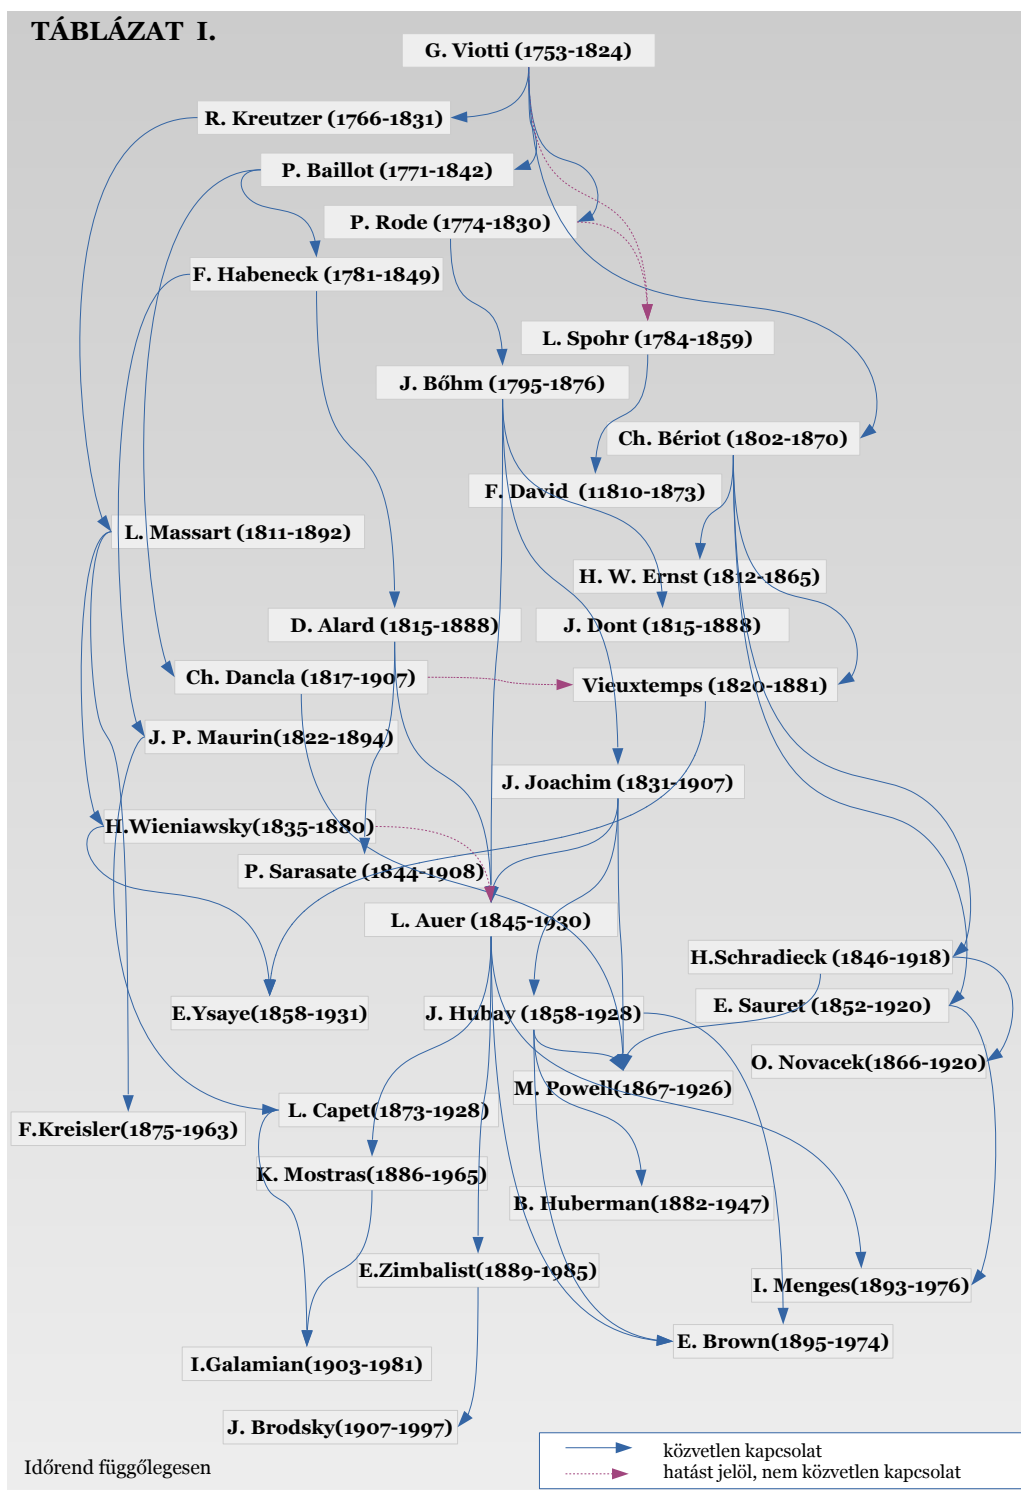 TÁBLÁZAT I.
G. Viotti (1753-1824)
R. Kreutzer (1766-1831)
P. Baillot (1771-1842)
P. Rode (1774-1830)
F. Habeneck (1781-1849)
L. Spohr (1784-1859)
J. Bőhm (1795-1876)
Ch. Bériot (1802-1870)
F. David (11810-1873)
L. Massart (1811-1892)
H. W. Ernst (1812-1865)
D. Alard (1815-1888)
J. Dont (1815-1888)
Ch. Dancla (1817-1907)
Vieuxtemps (1820-1881)
J. P. Maurin(1822-1894)
J. Joachim (1831-1907)
H.Wieniawsky(1835-1880)
P. Sarasate (1844-1908)
L. Auer (1845-1930)
H.Schradieck (1846-1918)
E. Sauret (1852-1920)
E.Ysaye(1858-1931)
J. Hubay (1858-1928)
O. Novacek(1866-1920)
M. Powell(1867-1926)
L. Capet(1873-1928)
F.Kreisler(1875-1963)
K. Mostras(1886-1965)
B. Huberman(1882-1947)
E.Zimbalist(1889-1985)
I. Menges(1893-1976)
E. Brown(1895-1974)
I.Galamian(1903-1981)
J. Brodsky(1907-1997)
közvetlen kapcsolat
hatást jelöl, nem közvetlen kapcsolat
Időrend függőlegesen